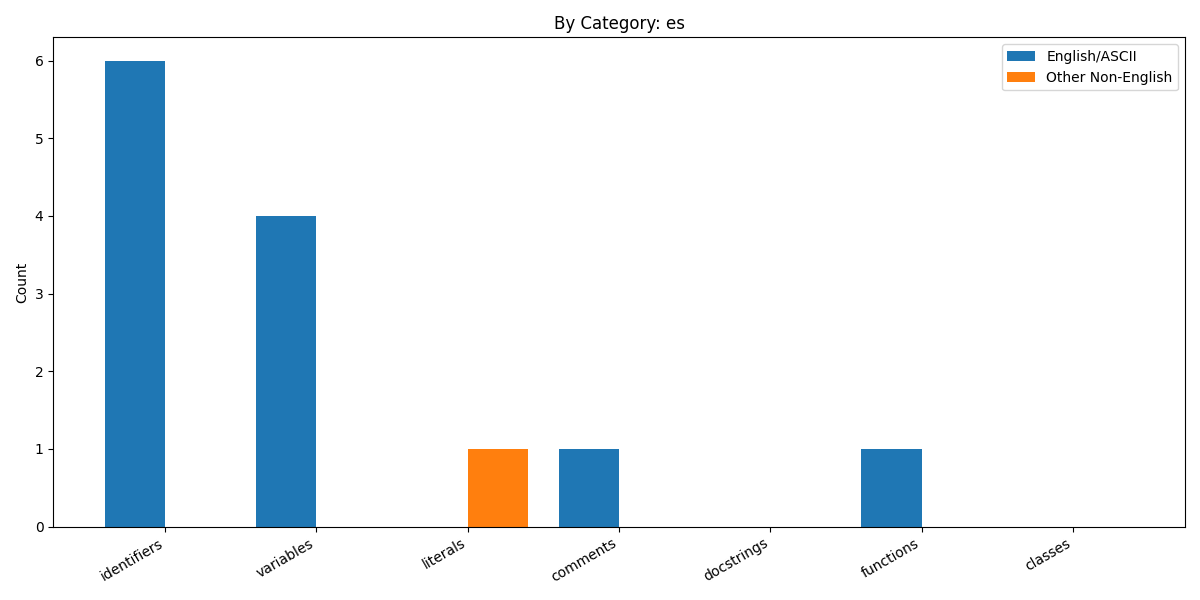 By Category: es
English/ASCII
Other Non-English
Count
6
5
4
3
2
1
0
identifiers
variables
literals
comments
docstrings
functions
classes